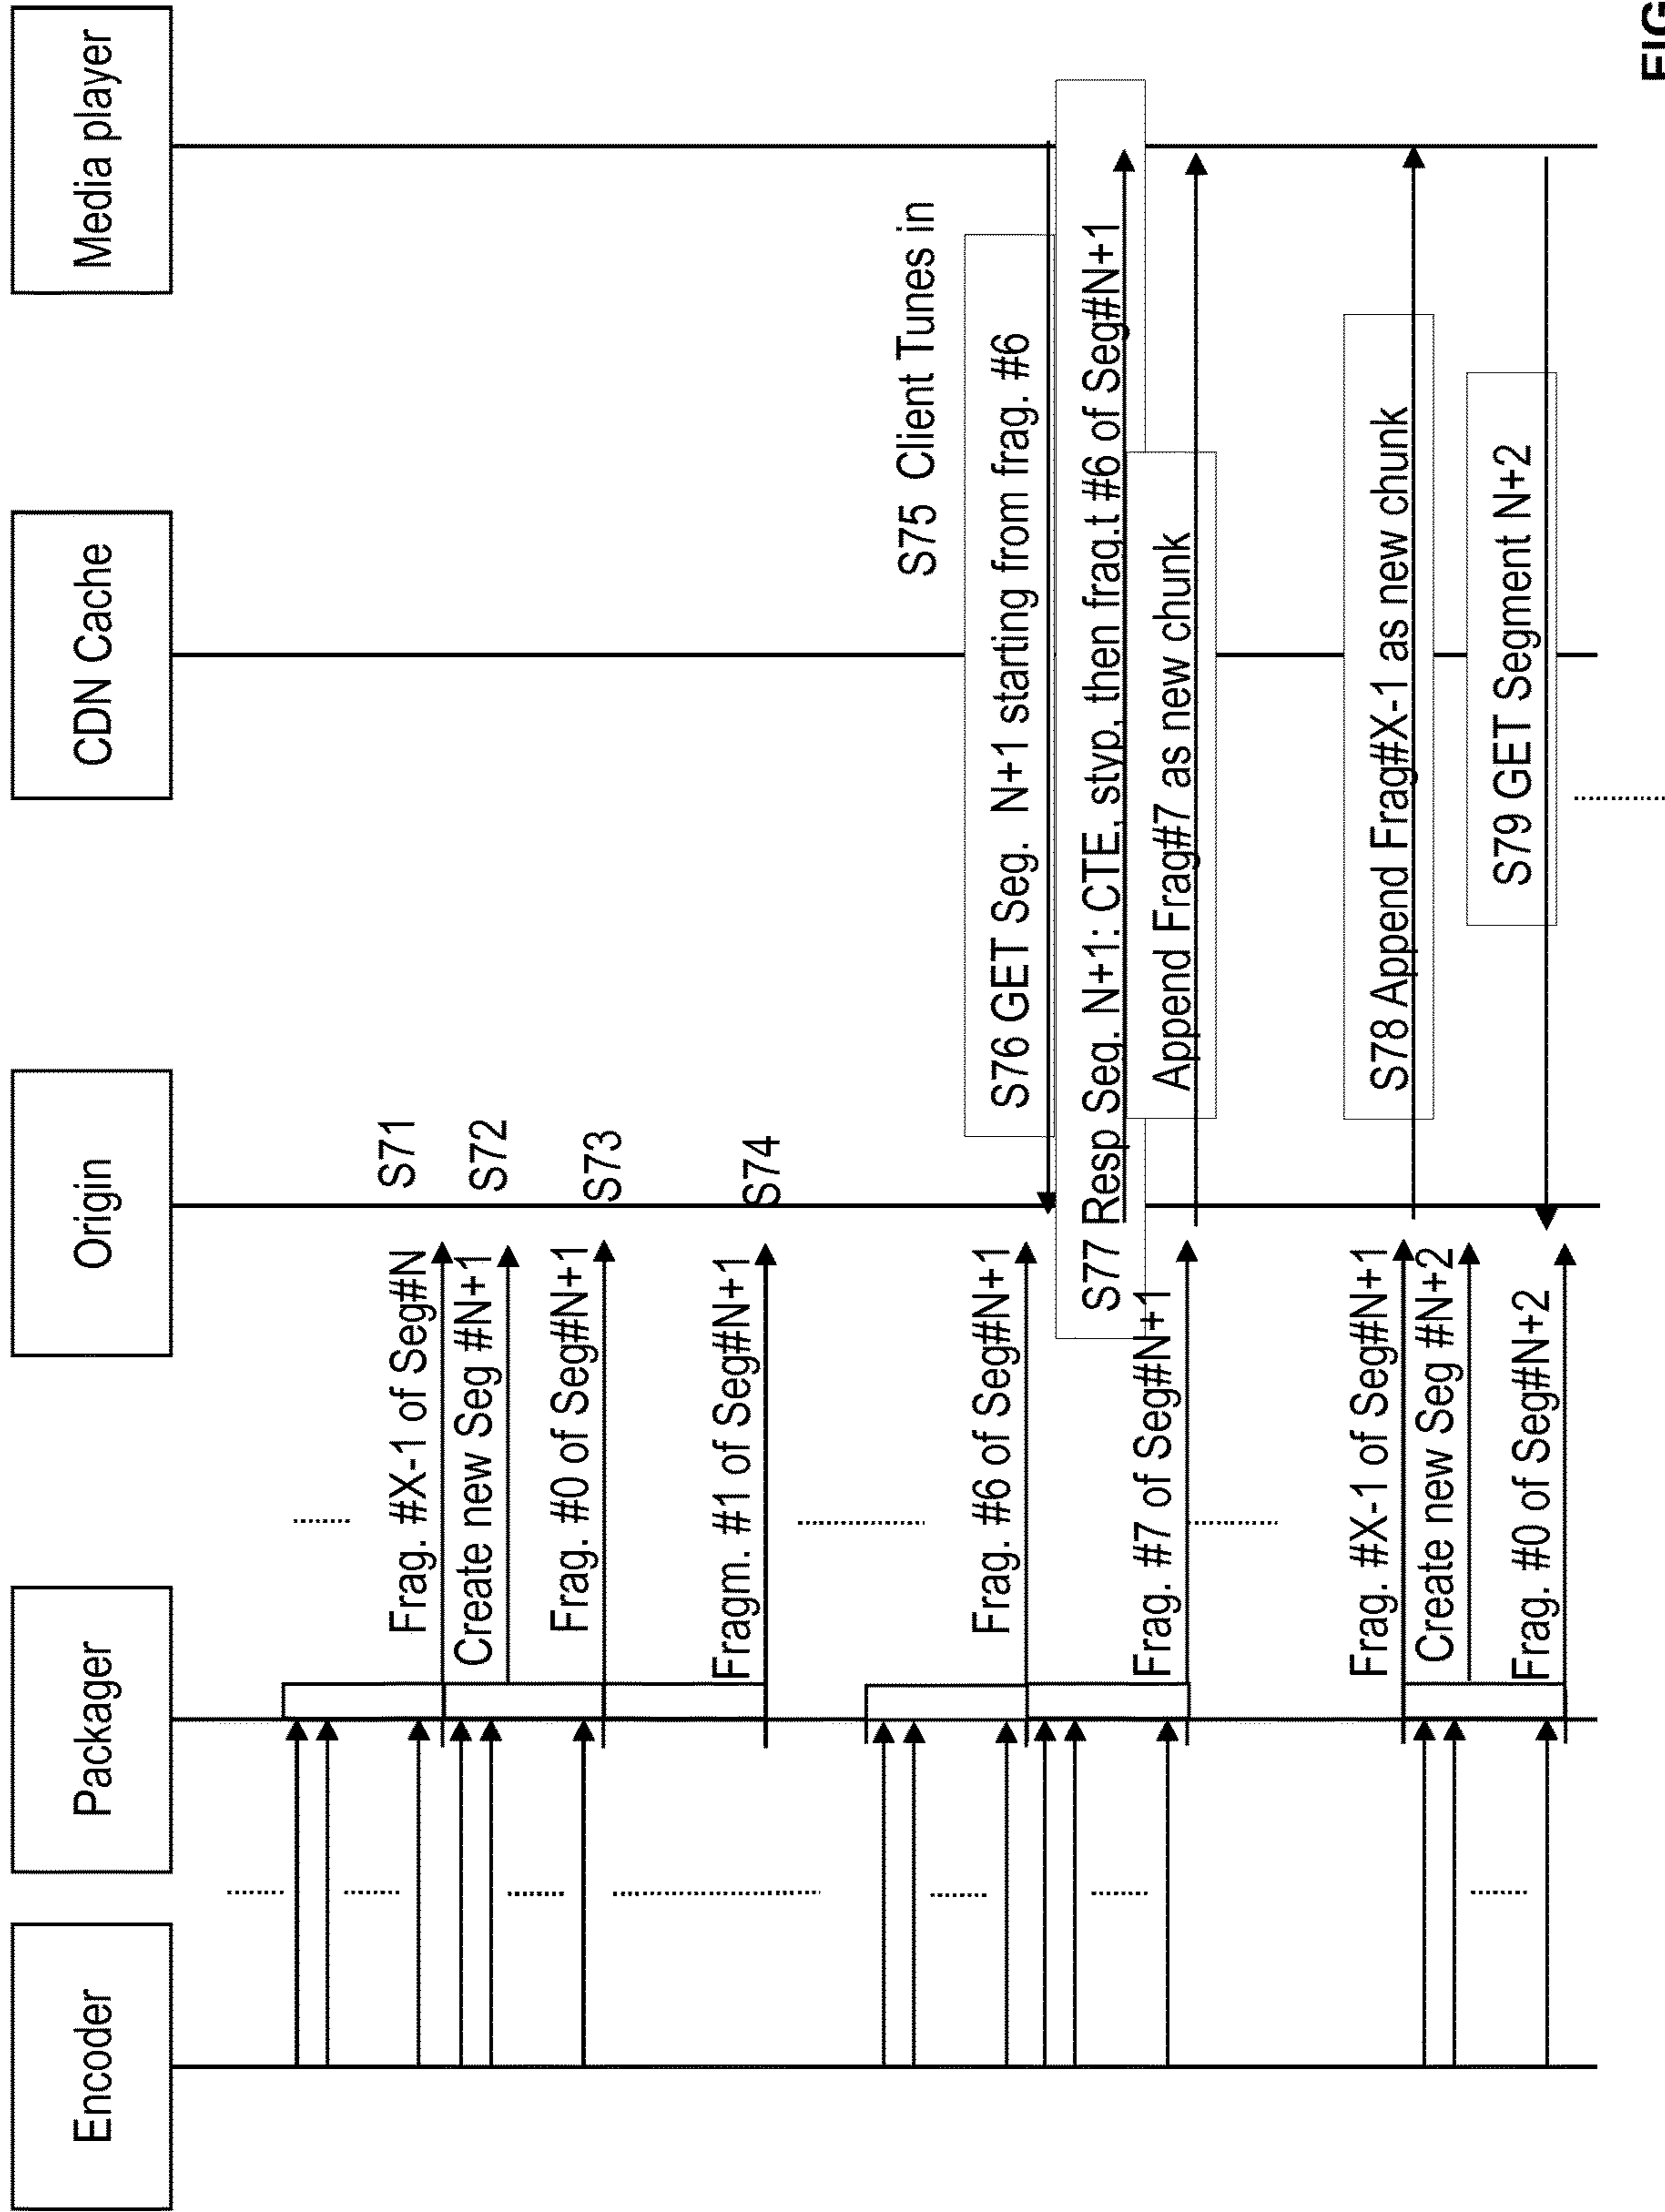 Encoder
Packager
Origin
CDN Cache
Media player
Frag. #X-1 of Seg#N
S71
Create new Seg #N+1
S72
Frag. #0 of Seg#N+1
S73
Fragm. #1 of Seg#N+1
S74
S75 Client Tunes in
Frag. #6 of Seg#N+1
S76 GET Seg. N+1 starting from frag. #6
S77 Resp Seg. N+1: CTE, styp, then frag.t #6 of Seg#N+1
Frag. #7 of Seg#N+1
Append Frag#7 as new chunk
Frag. #X-1 of Seg#N+1
S78 Append Frag#X-1 as new chunk
Create new Seg #N+2
Frag. #0 of Seg#N+2
S79 GET Segment N+2